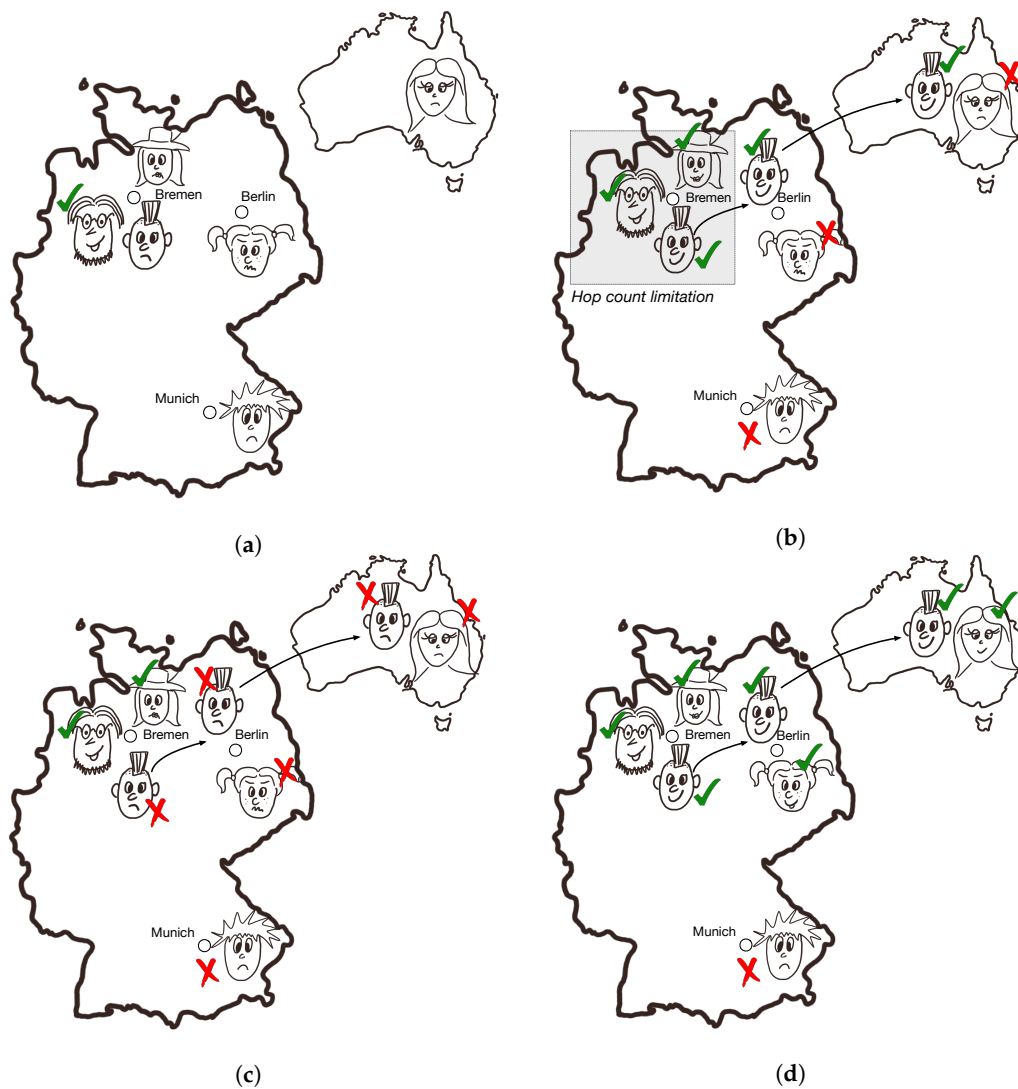 Bremen
Berlin
Munich
(a)
Bremen
Berlin
Hop count limitation
Munich
(b)
Bremen
Berlin
Munich
(c)
Bremen
Berlin
Munich
(d)